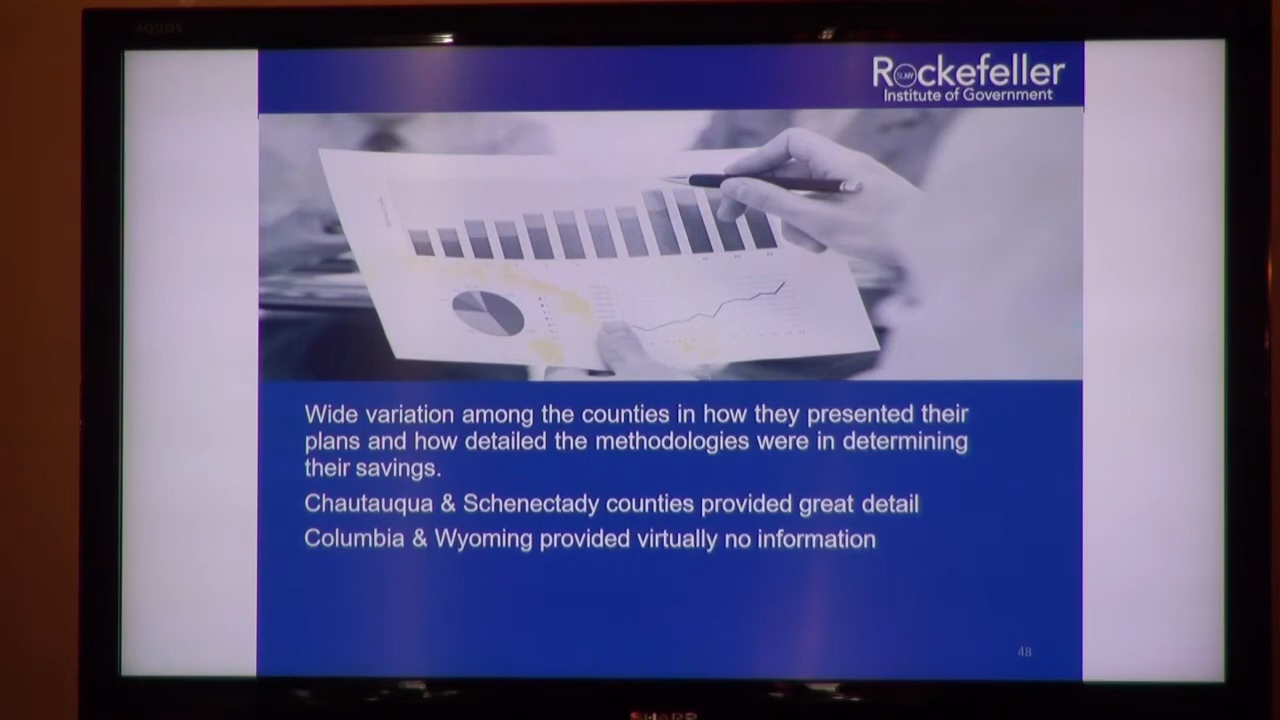 AQUOS
Rockefeller
SUNY
Institute of Government
Wide variation among the counties in how they presented their
plans and how detailed the methodologies were in determining
their savings.
Chautauqua & Schenectady counties provided great detail
Columbia & Wyoming provided virtually no information
48
SHARP